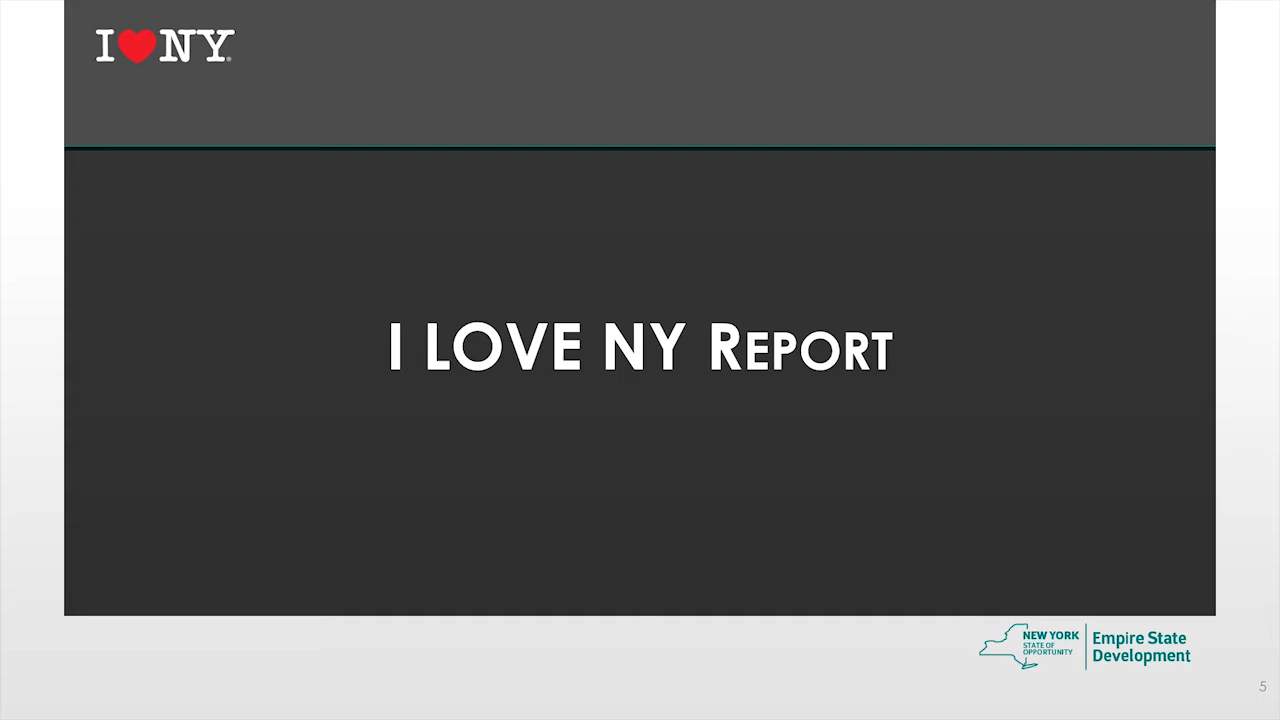 I NY®
I LOVE NY REPORT
NEW YORK
STATE OF
OPPORTUNITY
Empire State
Development
5